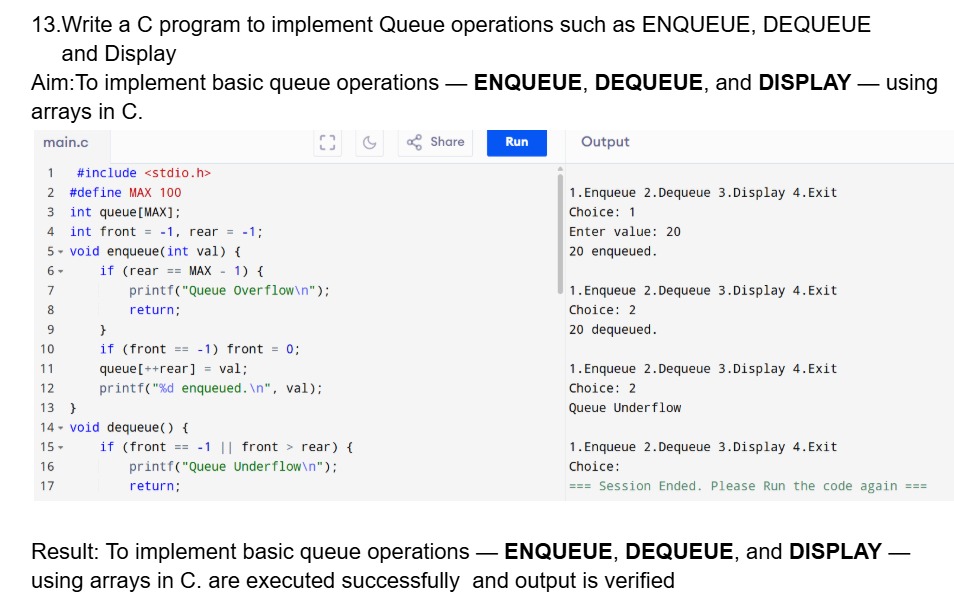 13.Write a C program to implement Queue operations such as ENQUEUE, DEQUEUE
and Display
Aim:To implement basic queue operations — ENQUEUE, DEQUEUE, and DISPLAY — using
arrays in C.
main.c
Share
Run
Output
1 #include <stdio.h>
2 #define MAX 100
3 int queue[MAX];
4 int front = -1, rear = -1;
5 void enqueue(int val) {
6 if (rear == MAX - 1) {
7 printf("Queue Overflow\n");
8 return;
9 }
10 if (front == -1) front = 0;
11 queue[++rear] = val;
12 printf("%d enqueued.\n", val);
13 }
14 void dequeue() {
15 if (front == -1 || front > rear) {
16 printf("Queue Underflow\n");
17 return;
1.Enqueue 2.Dequeue 3.Display 4.Exit
Choice: 1
Enter value: 20
20 enqueued.
1.Enqueue 2.Dequeue 3.Display 4.Exit
Choice: 2
20 dequeued.
1.Enqueue 2.Dequeue 3.Display 4.Exit
Choice: 2
Queue Underflow
1.Enqueue 2.Dequeue 3.Display 4.Exit
Choice:
=== Session Ended. Please Run the code again ===
Result: To implement basic queue operations — ENQUEUE, DEQUEUE, and DISPLAY —
using arrays in C. are executed successfully  and output is verified